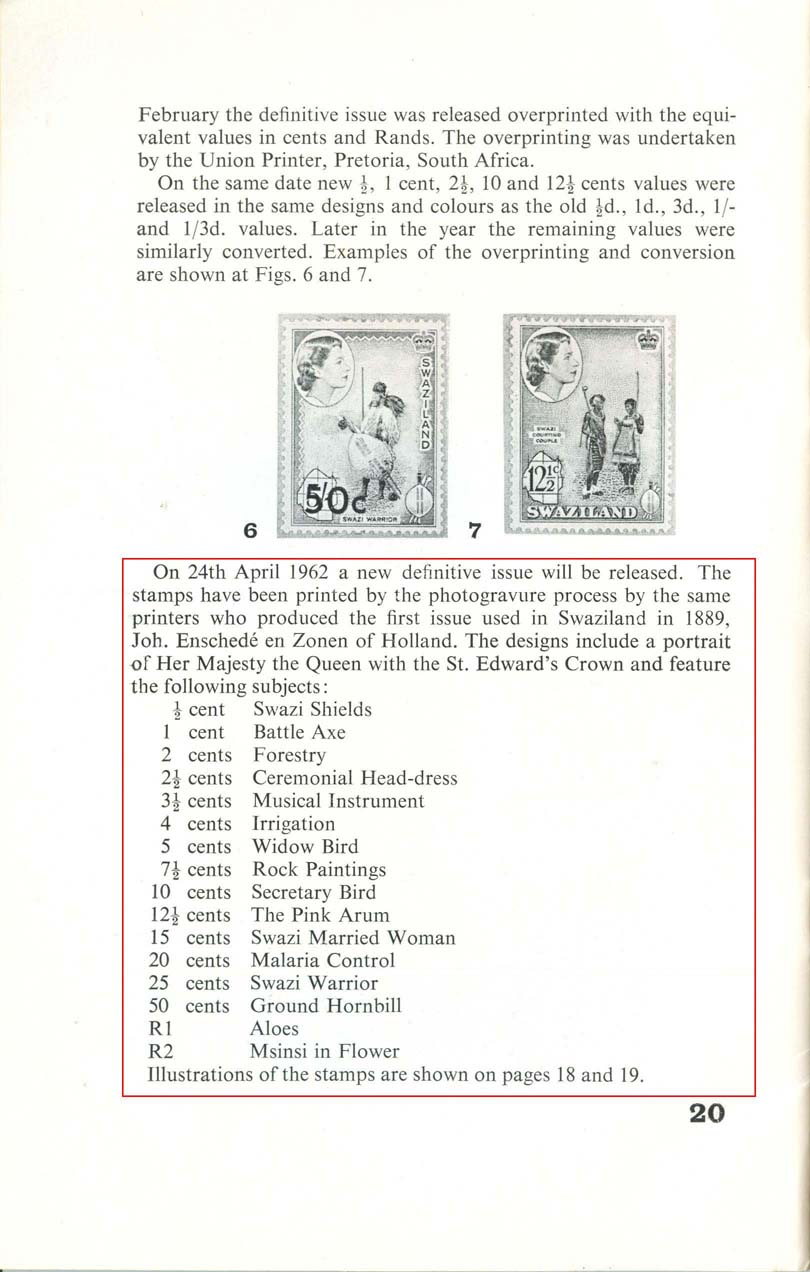 February the definitive issue was released overprinted with the equi-
valent values in cents and Rands. The overprinting was undertaken
by the Union Printer, Pretoria, South Africa.
On the same date new ½, 1 cent, 2½, 10 and 12½ cents values were
released in the same designs and colours as the old ½d., 1d., 3d., 1/-
and 1/3d. values. Later in the year the remaining values were
similarly converted. Examples of the overprinting and conversion
are shown at Figs. 6 and 7.
SWAZILAND
50c
SWAZI WARRIOR
6
SWAZI
COURTING
COUPLE
12½c
SWAZILAND
7
On 24th April 1962 a new definitive issue will be released. The
stamps have been printed by the photogravure process by the same
printers who produced the first issue used in Swaziland in 1889,
Joh. Enschedé en Zonen of Holland. The designs include a portrait
of Her Majesty the Queen with the St. Edward's Crown and feature
the following subjects:
½ cent Swazi Shields
1 cent Battle Axe
2 cents Forestry
2½ cents Ceremonial Head-dress
3½ cents Musical Instrument
4 cents Irrigation
5 cents Widow Bird
7½ cents Rock Paintings
10 cents Secretary Bird
12½ cents The Pink Arum
15 cents Swazi Married Woman
20 cents Malaria Control
25 cents Swazi Warrior
50 cents Ground Hornbill
R1 Aloes
R2 Msinsi in Flower
Illustrations of the stamps are shown on pages 18 and 19.
20